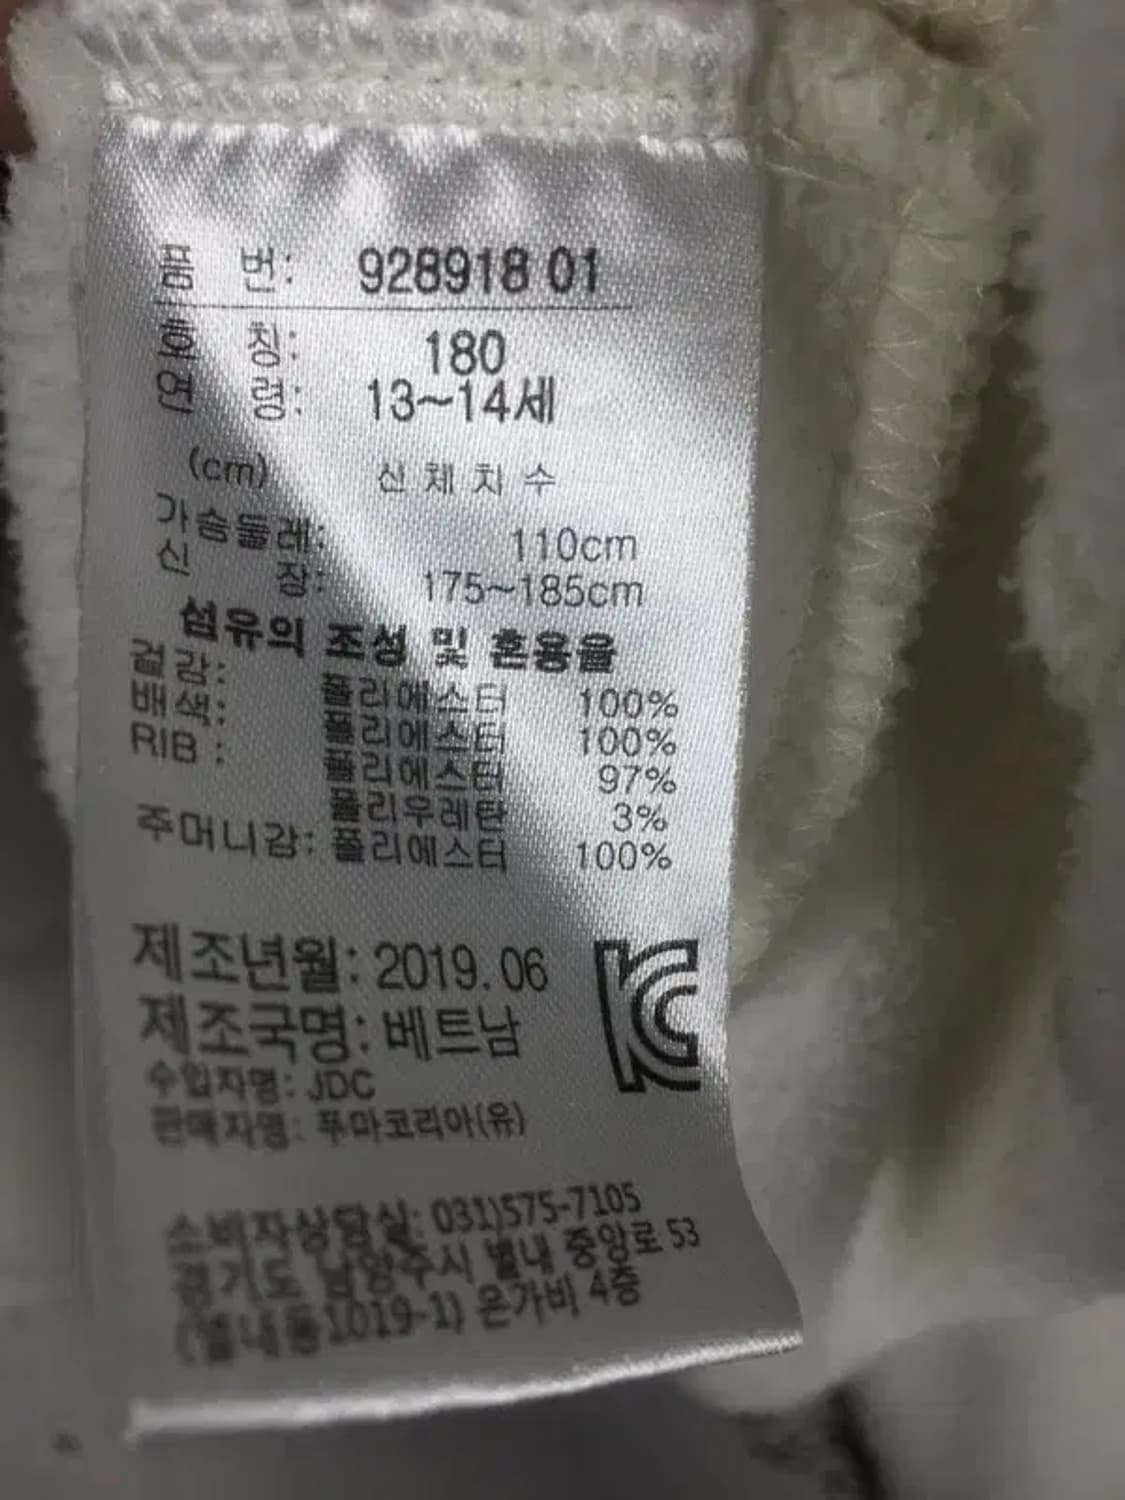 품 번: 928918 01
호 칭: 180
연 령: 13~14세
(cm) 신체치수
가슴둘레: 110cm
신 장: 175~185cm
섬유의 조성 및 혼용율
겉감: 폴리에스터 100%
배색: 폴리에스터 100%
RIB : 폴리에스터 97%
폴리우레탄 3%
주머니감: 폴리에스터 100%
제조년월: 2019. 06
제조국명: 베트남
수입자명: JDC
판매자명: 푸마코리아(유)
소비자상담실: 031)575-7105
경기도 남양주시 별내 중앙로 53
(별내동1019-1) 은가비 4층
KC